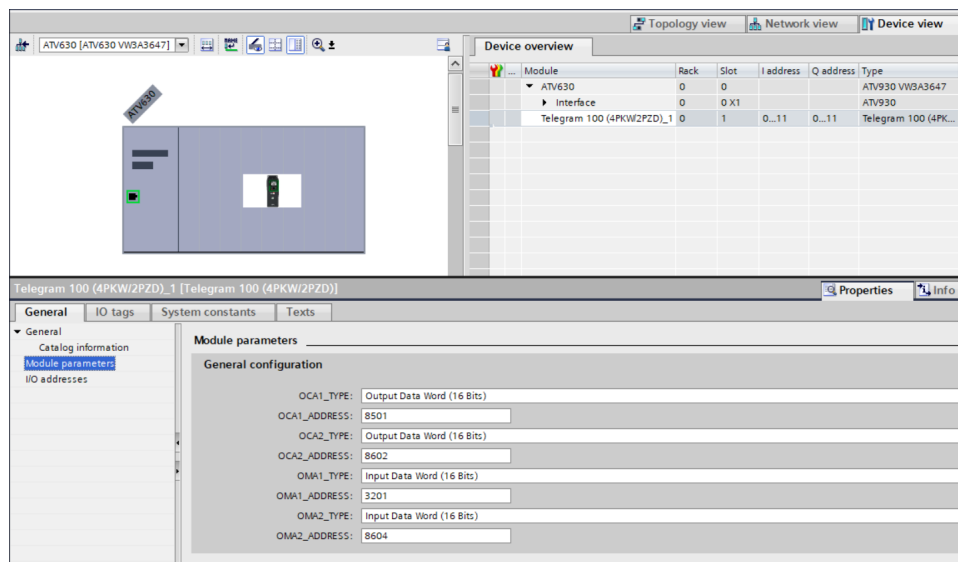 Topology view Network view Device view
ATV630 [ATV630 VW3A3647]
Device overview
... Module Rack Slot I address Q address Type
ATV630 0 0 ATV930 VW3A3647
Interface 0 0 X1 ATV930
Telegram 100 (4PKW/2PZD)_1 0 1 0...11 0...11 Telegram 100 (4PK...
ATV630
Telegram 100 (4PKW/2PZD)_1 [Telegram 100 (4PKW/2PZD)]
Properties Info
General IO tags System constants Texts
General
Catalog information
Module parameters
I/O addresses
Module parameters
General configuration
OCA1_TYPE: Output Data Word (16 Bits)
OCA1_ADDRESS: 8501
OCA2_TYPE: Output Data Word (16 Bits)
OCA2_ADDRESS: 8602
OMA1_TYPE: Input Data Word (16 Bits)
OMA1_ADDRESS: 3201
OMA2_TYPE: Input Data Word (16 Bits)
OMA2_ADDRESS: 8604